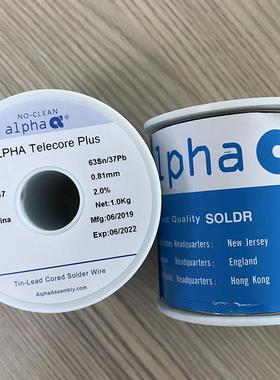 NO-CLEAN
alpha
LPHA Telecore Plus
63Sn/37Pb
0.81mm
2.0%
Net:1.0Kg
Mfg:06/2019
Exp:06/2022
Tin-Lead Cored Solder Wire
AlphaAssembly.com
lpha
Quality SOLDR
Headquarters: New Jersey
Headquarters: England
Headquarters: Hong Kong